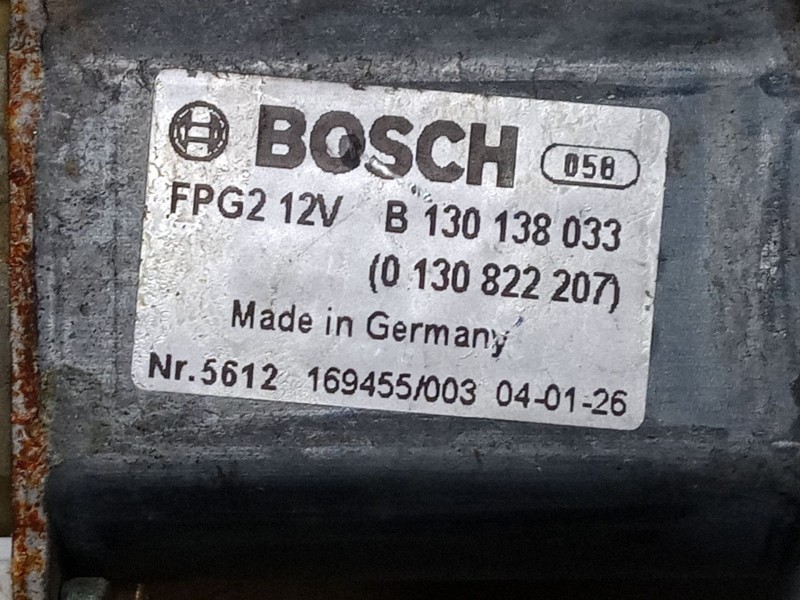 BOSCH 058
FPG2 12V B 130 138 033
(0 130 822 207)
Made in Germany
Nr.5612 169455/003 04-01-26